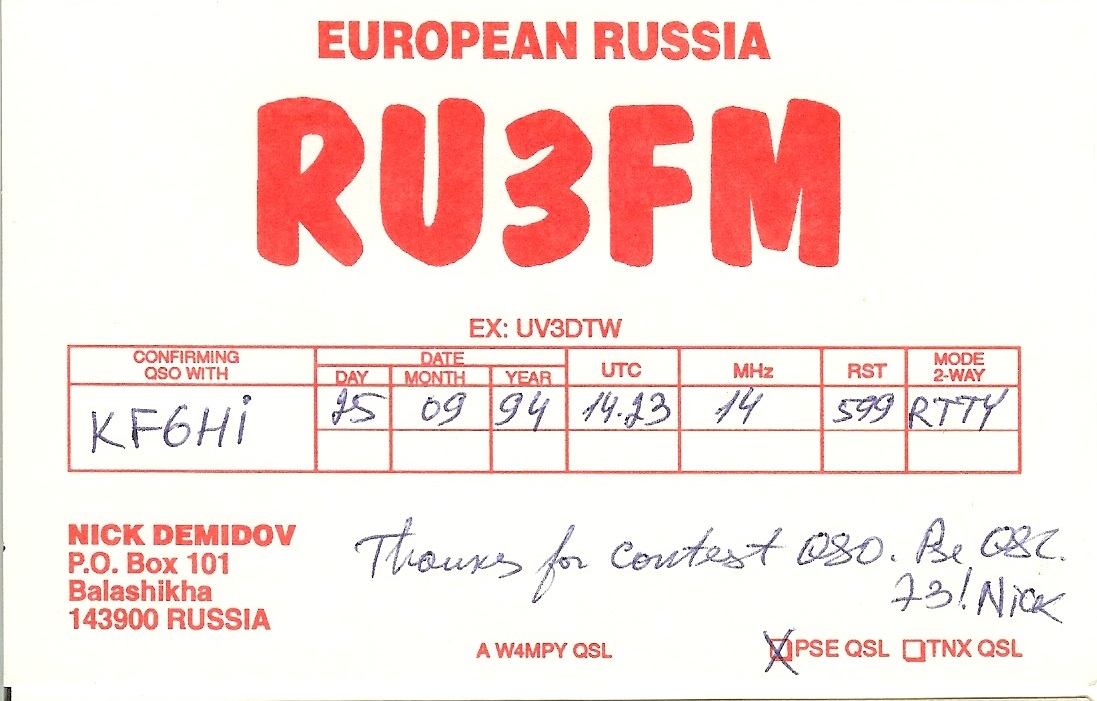 EUROPEAN RUSSIA
RU3FM
EX: UV3DTW
CONFIRMING QSO WITH DATE DAY MONTH YEAR UTC MHz RST MODE 2-WAY
KF6Hi 25 09 94 14.23 14 599 RTTY
NICK DEMIDOV
P.O. Box 101
Balashikha
143900 RUSSIA
Thanks for contest QSO. Pse QSL.
73! Nick
A W4MPY QSL
PSE QSL TNX QSL